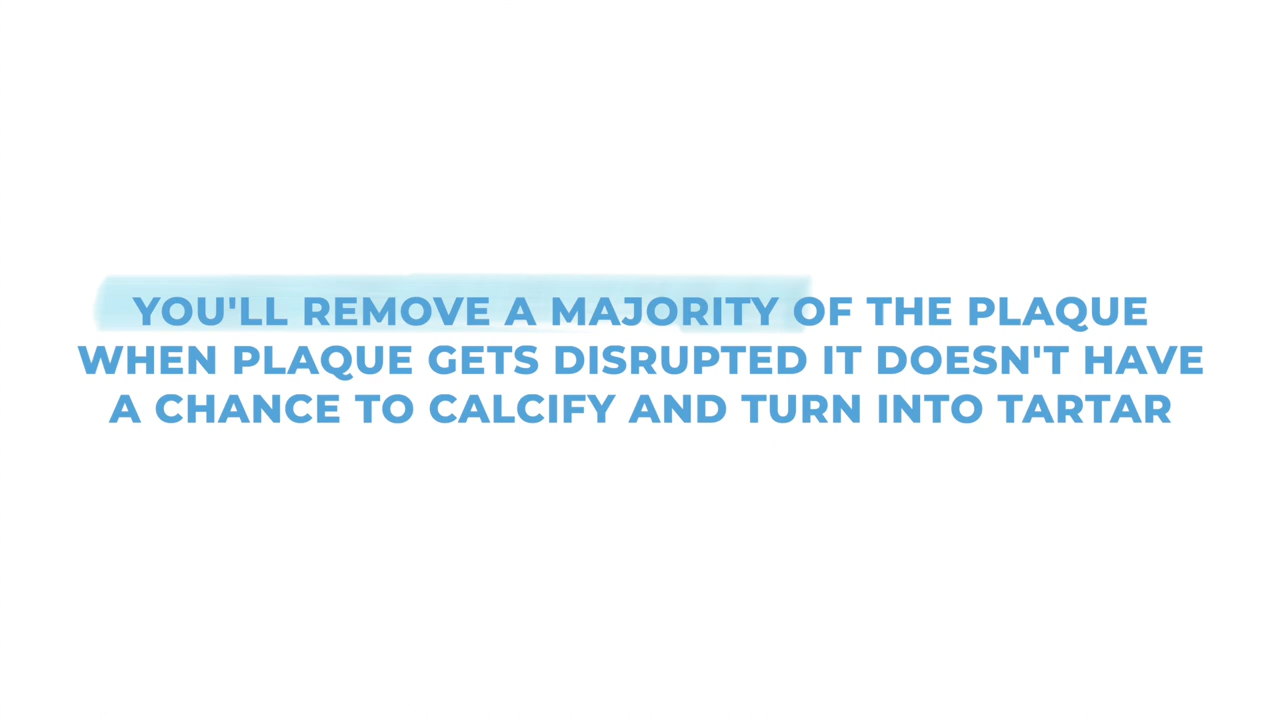 YOU'LL REMOVE A MAJORITY OF THE PLAQUE
WHEN PLAQUE GETS DISRUPTED IT DOESN'T HAVE
A CHANCE TO CALCIFY AND TURN INTO TARTAR